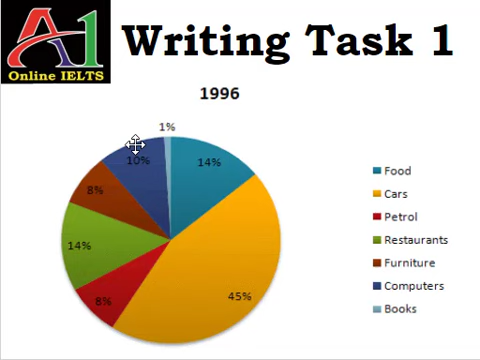 A1
Online IELTS
Writing Task 1
1996
1%
14%
10%
8%
14%
8%
45%
Food
Cars
Petrol
Restaurants
Furniture
Computers
Books